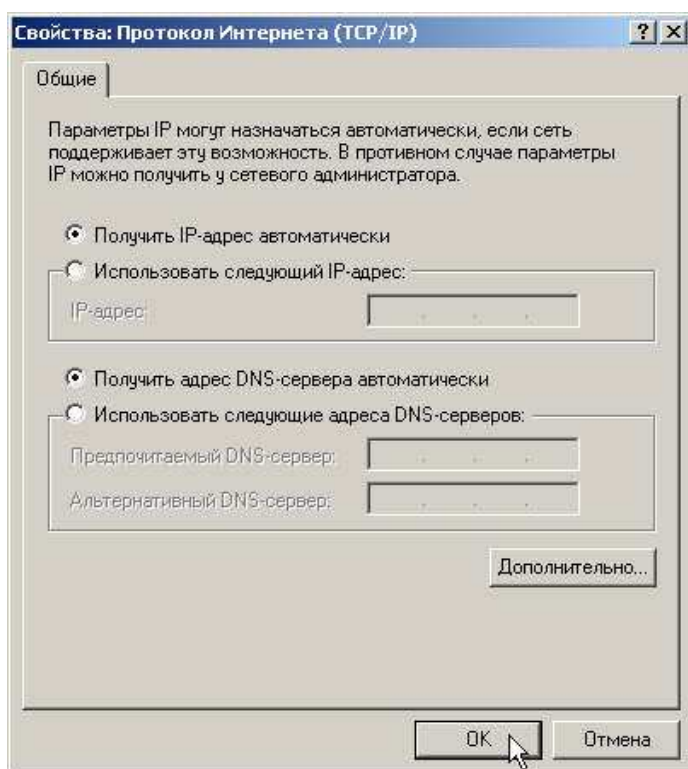 Свойства: Протокол Интернета (TCP/IP)
Общие
Параметры IP могут назначаться автоматически, если сеть
поддерживает эту возможность. В противном случае параметры
IP можно получить у сетевого администратора.
Получить IP-адрес автоматически
Использовать следующий IP-адрес:
IP-адрес:
Получить адрес DNS-сервера автоматически
Использовать следующие адреса DNS-серверов:
Предпочитаемый DNS-сервер:
Альтернативный DNS-сервер:
Дополнительно...
OK Отмена